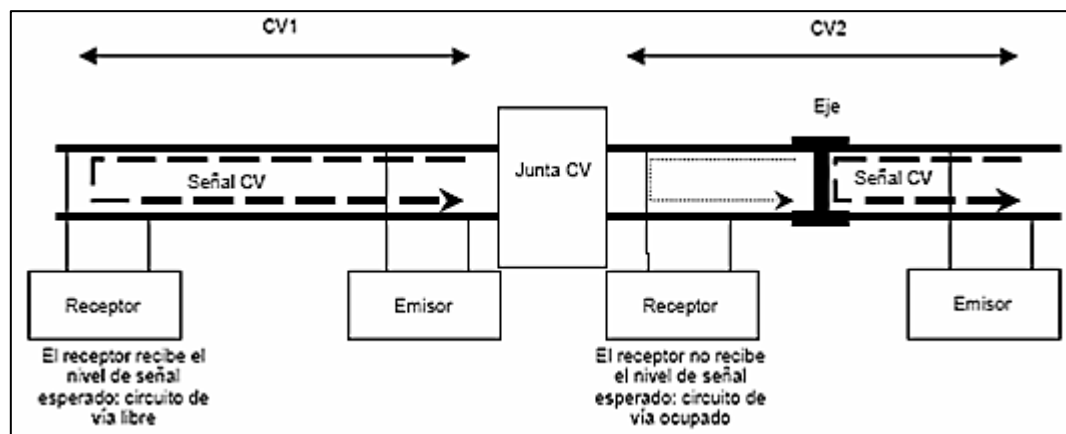 CV1
CV2
Eje
Junta CV
Señal CV
Señal CV
Receptor
Emisor
Receptor
Emisor
El receptor recibe el
nivel de señal
esperado: circuito de
vía libre
El receptor no recibe
el nivel de señal
esperado: circuito de
vía ocupado